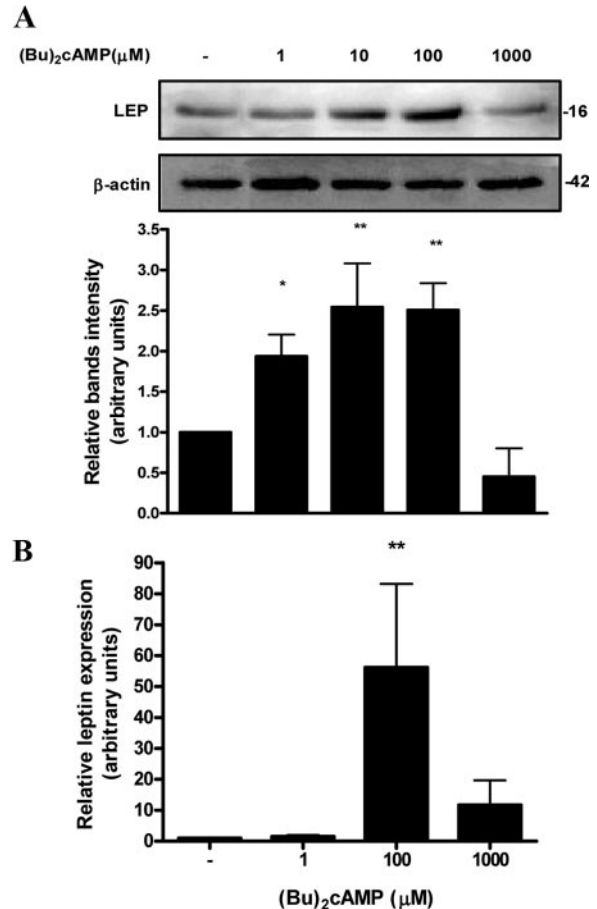 A
(Bu)₂cAMP(μM) - 1 10 100 1000
LEP -16
β-actin -42
Relative bands intensity
(arbitrary units)
3.5
3.0
2.5
2.0
1.5
1.0
0.5
0.0
* ** **
B
Relative leptin expression
(arbitrary units)
90
80
70
60
50
40
30
20
10
0
**
- 1 100 1000
(Bu)₂cAMP (μM)